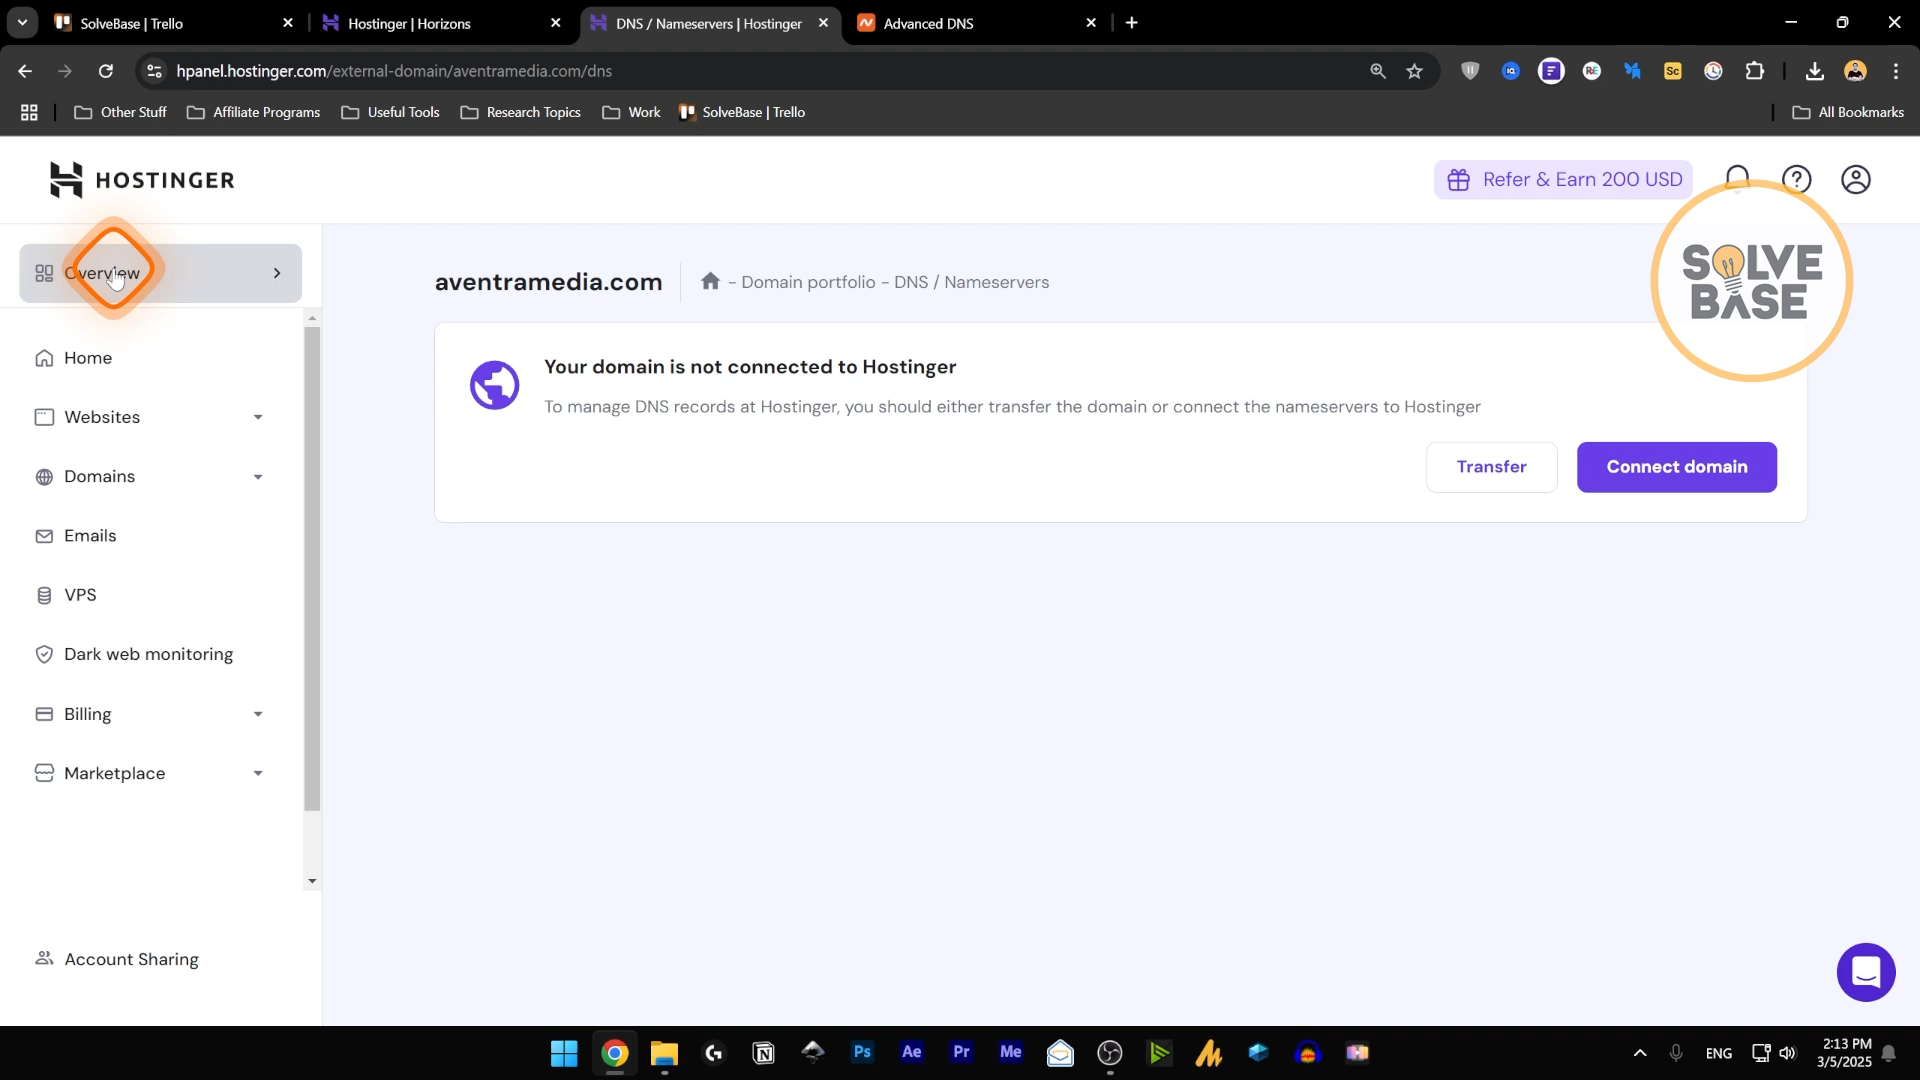 SolveBase | Trello
Hostinger | Horizons
DNS / Nameservers | Hostinger
Advanced DNS
hpanel.hostinger.com/external-domain/aventramedia.com/dns
Other Stuff
Affiliate Programs
Useful Tools
Research Topics
Work
SolveBase | Trello
All Bookmarks
HOSTINGER
Refer & Earn 200 USD
Overview
SOLVE
BASE
aventramedia.com
- Domain portfolio - DNS / Nameservers
Home
Your domain is not connected to Hostinger
To manage DNS records at Hostinger, you should either transfer the domain or connect the nameservers to Hostinger
Websites
Transfer
Connect domain
Domains
Emails
VPS
Dark web monitoring
Billing
Marketplace
Account Sharing
Ps
Ae
Pr
Me
ENG
2:13 PM
3/5/2025